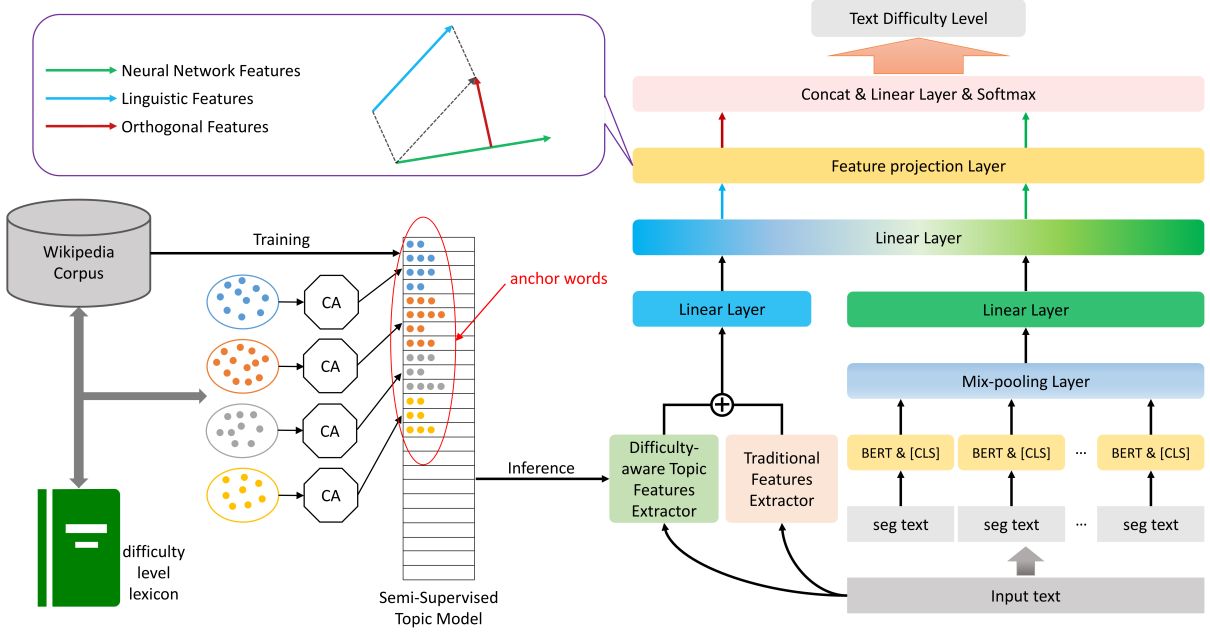 Text Difficulty Level
Neural Network Features
Linguistic Features
Orthogonal Features
Concat & Linear Layer & Softmax
Feature projection Layer
Linear Layer
Linear Layer
Linear Layer
Mix-pooling Layer
BERT & [CLS]
BERT & [CLS]
...
BERT & [CLS]
seg text
seg text
...
seg text
Input text
Wikipedia
Corpus
Training
anchor words
CA
CA
CA
CA
difficulty
level
lexicon
Semi-Supervised
Topic Model
Inference
Difficulty-
aware Topic
Features
Extractor
Traditional
Features
Extractor